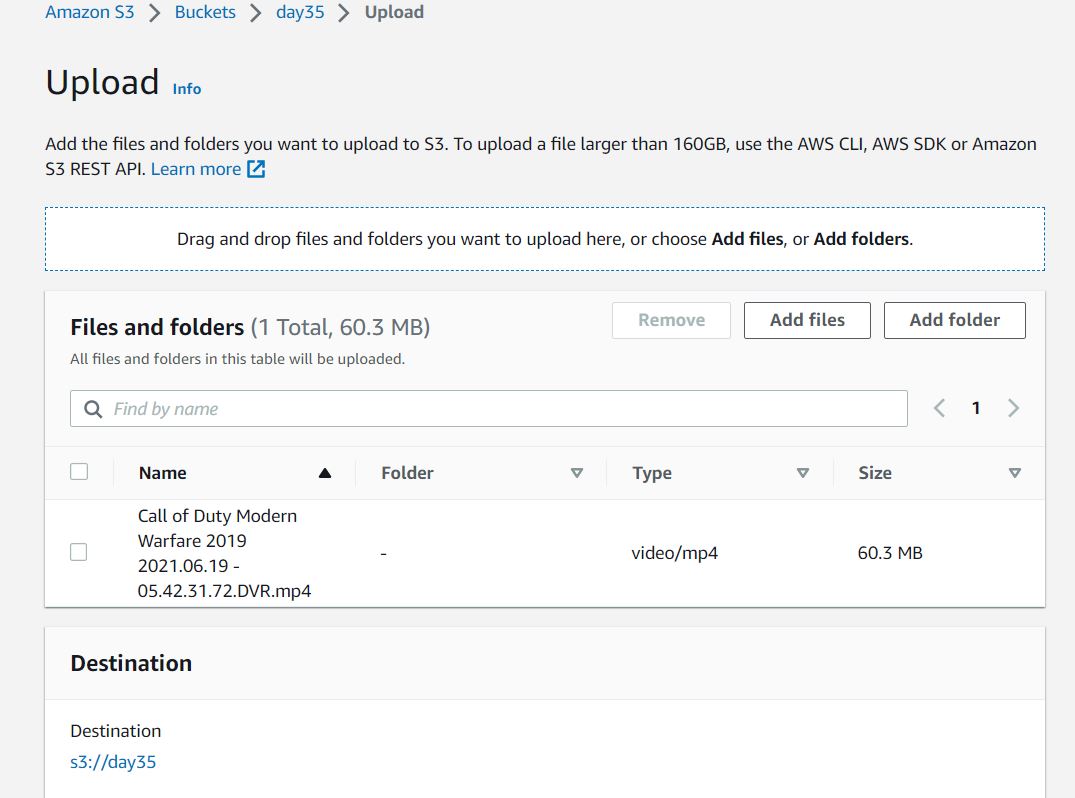 Amazon S3 > Buckets > day35 > Upload
Upload Info
Add the files and folders you want to upload to S3. To upload a file larger than 160GB, use the AWS CLI, AWS SDK or Amazon
S3 REST API. Learn more
Drag and drop files and folders you want to upload here, or choose Add files, or Add folders.
Files and folders (1 Total, 60.3 MB)
Remove
Add files
Add folder
All files and folders in this table will be uploaded.
Find by name
1
Name
Folder
Type
Size
Call of Duty Modern
Warfare 2019
2021.06.19 -
05.42.31.72.DVR.mp4
-
video/mp4
60.3 MB
Destination
Destination
s3://day35